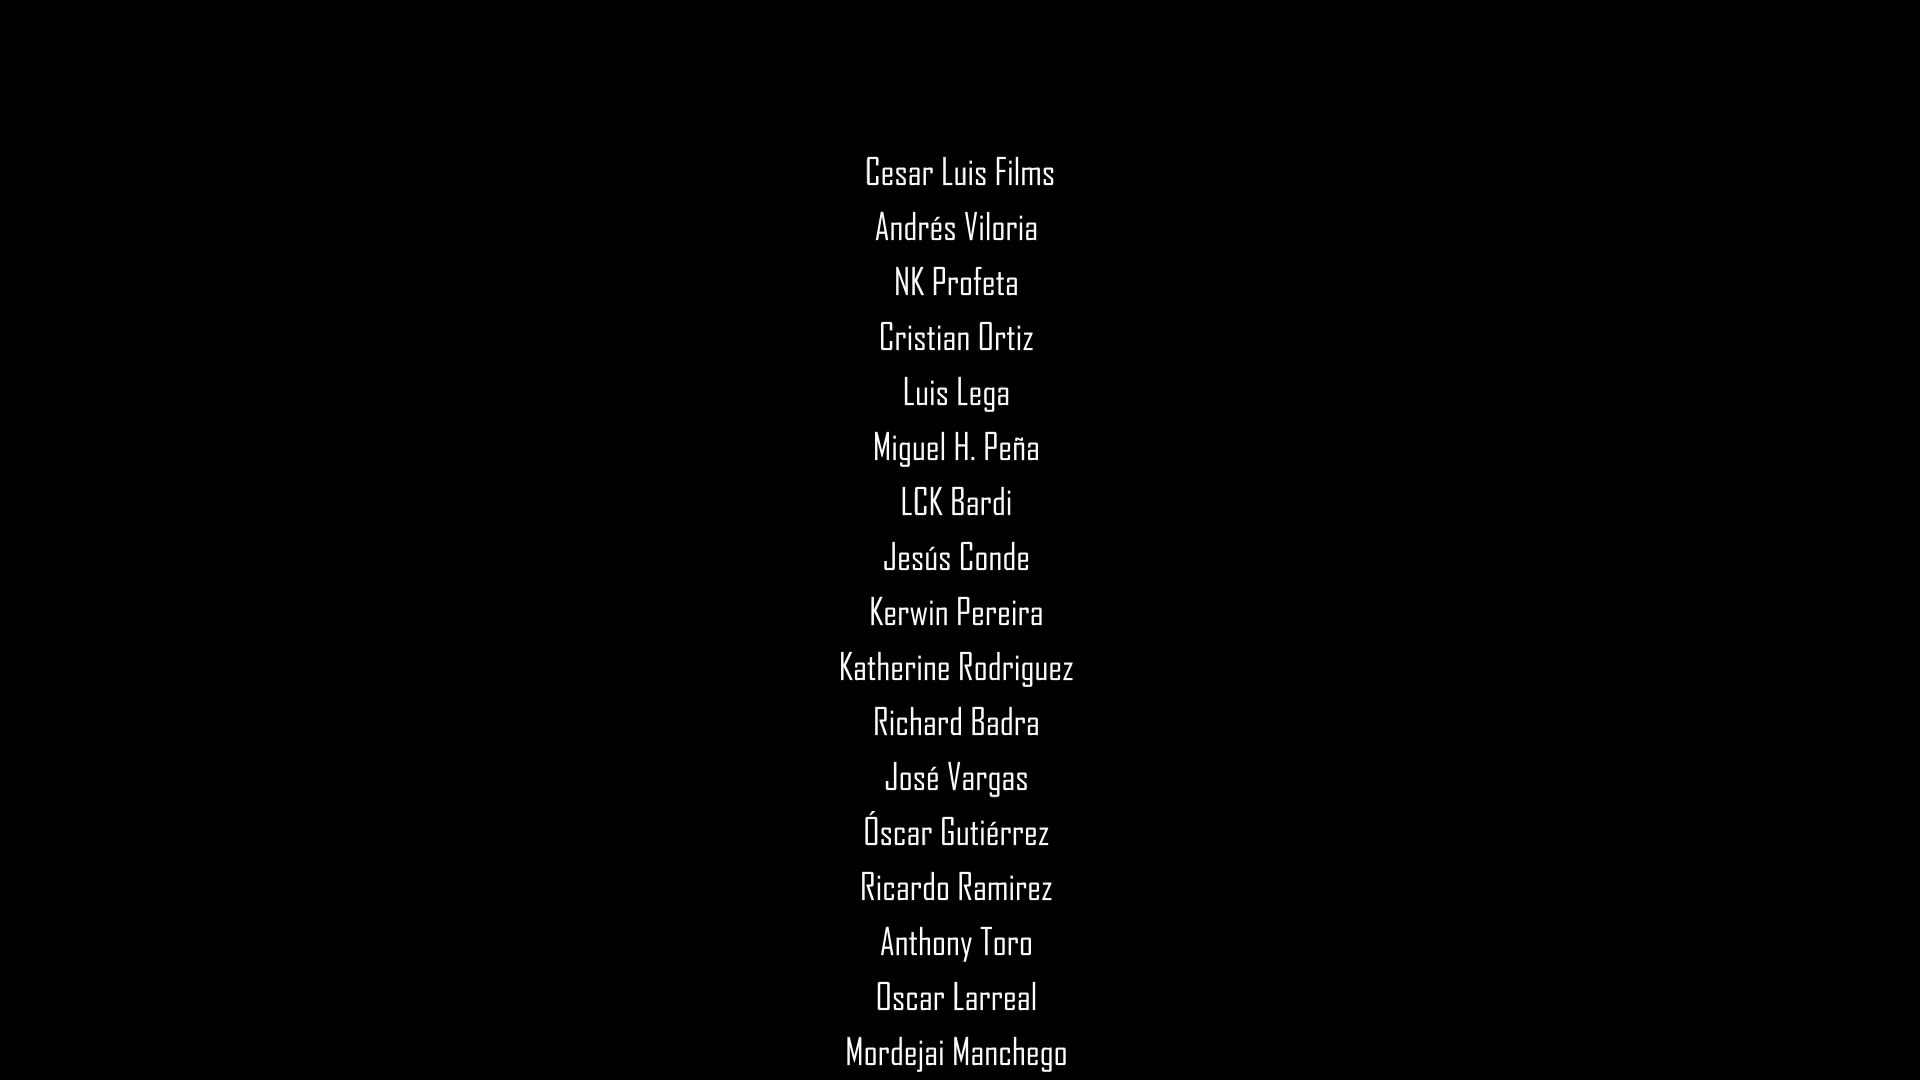 Cesar Luis Films
Andrés Viloria
NK Profeta
Cristian Ortiz
Luis Lega
Miguel H. Peña
LCK Bardi
Jesús Conde
Kerwin Pereira
Katherine Rodriguez
Richard Badra
José Vargas
Óscar Gutiérrez
Ricardo Ramirez
Anthony Toro
Oscar Larreal
Mordejai Manchego